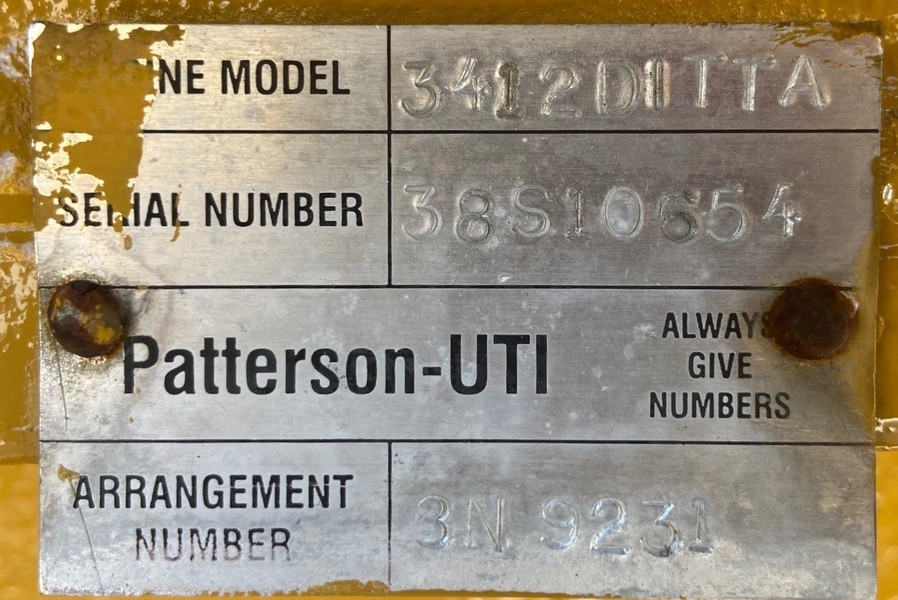 NE MODEL 3412DITTA
SERIAL NUMBER 38S10654
Patterson-UTI
ALWAYS
GIVE
NUMBERS
ARRANGEMENT
NUMBER
3N 9231